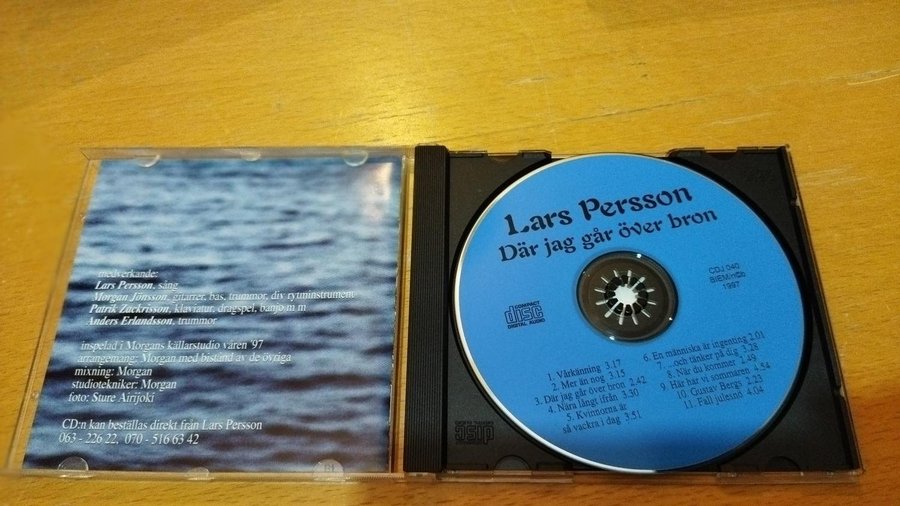 medverkande:
Lars Persson, sång
Morgan Jönsson, gitarrer, bas, trummor, div rytminstrument
Patrik Zackrisson, klaviatur, dragspel, banjo m m
Anders Erlandsson, trummor
inspelad i Morgans källarstudio våren '97
arrangemang: Morgan med bistånd av de övriga
mixning: Morgan
studiotekniker: Morgan
foto: Sture Airijoki
CD:n kan beställas direkt från Lars Persson
063 - 226 22, 070 - 516 63 42
Lars Persson
Där jag går över bron
CDJ 040
BIEM/n©b
1997
COMPACT
disc
DIGITAL AUDIO
1. Vårkänning 3.17
2. Mer än nog 3.15
3. Där jag går över bron 2.42
4. Nära långt ifrån 3.30
5. Kvinnorna är
så vackra i dag 3.51
6. En människa är ingenting 2.01
7. ...och tänker på dig 3.28
8. När du kommer 2.49
9. Här har vi sommaren 4.54
10. Gustav Bergs 2.23
11. Fall julesnö 4.04
disc